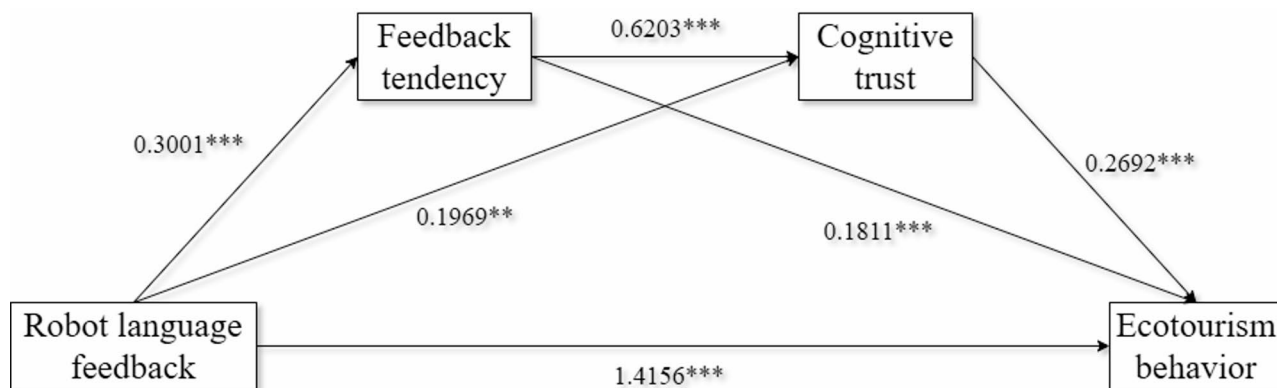 Feedback
tendency
0.6203***
Cognitive
trust
0.3001***
0.1969**
0.1811***
0.2692***
Robot language
feedback
1.4156***
Ecotourism
behavior